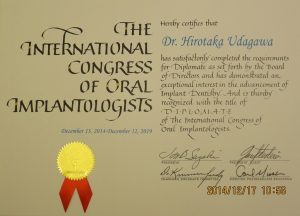 THE
INTERNATIONAL
CONGRESS
OF ORAL
IMPLANTOLOGISTS
December 13, 2014-December 12, 2019
Hereby certifies that
Dr. Hirotaka Udagawa
has satisfactorily completed the requirements
for Diplomate as set forth by the Board
of Directors and has demonstrated an
exceptional interest in the advancement of
Implant Dentistry. And is thereby
recognized with the title of
DIPLOMATE
of The International Congress of
Oral Implantologists.
2014/12/17 10:53